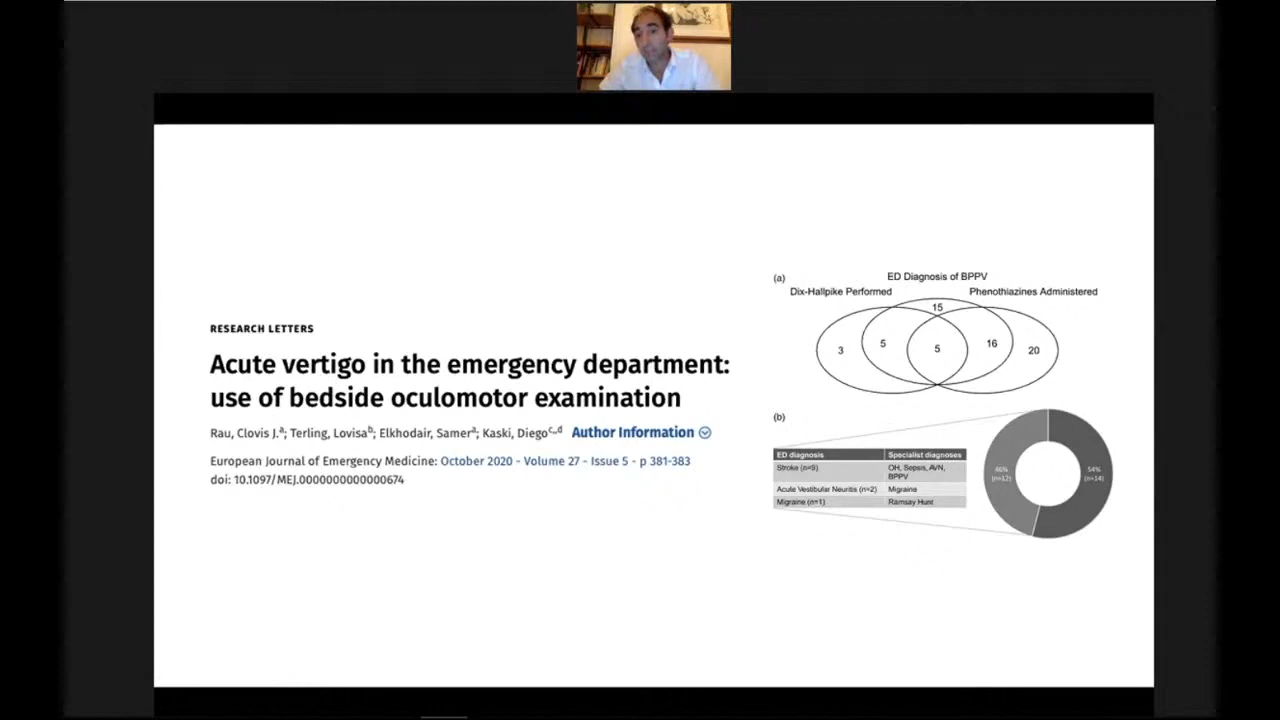 RESEARCH LETTERS
Acute vertigo in the emergency department:
use of bedside oculomotor examination
Rau, Clovis J.a; Terling, Lovisab; Elkhodair, Samera; Kaski, Diegoc,,d Author Information
European Journal of Emergency Medicine: October 2020 - Volume 27 - Issue 5 - p 381-383
doi: 10.1097/MEJ.0000000000000674
(a)
ED Diagnosis of BPPV
Dix-Hallpike Performed
Phenothiazines Administered
15
3
5
5
16
20
(b)
ED diagnosis
Specialist diagnoses
Stroke (n=9)
OH, Sepsis, AVN,
BPPV
Acute Vestibular Neuritis (n=2)
Migraine
Migraine (n=1)
Ramsay Hunt
46%
(n=12)
54%
(n=14)